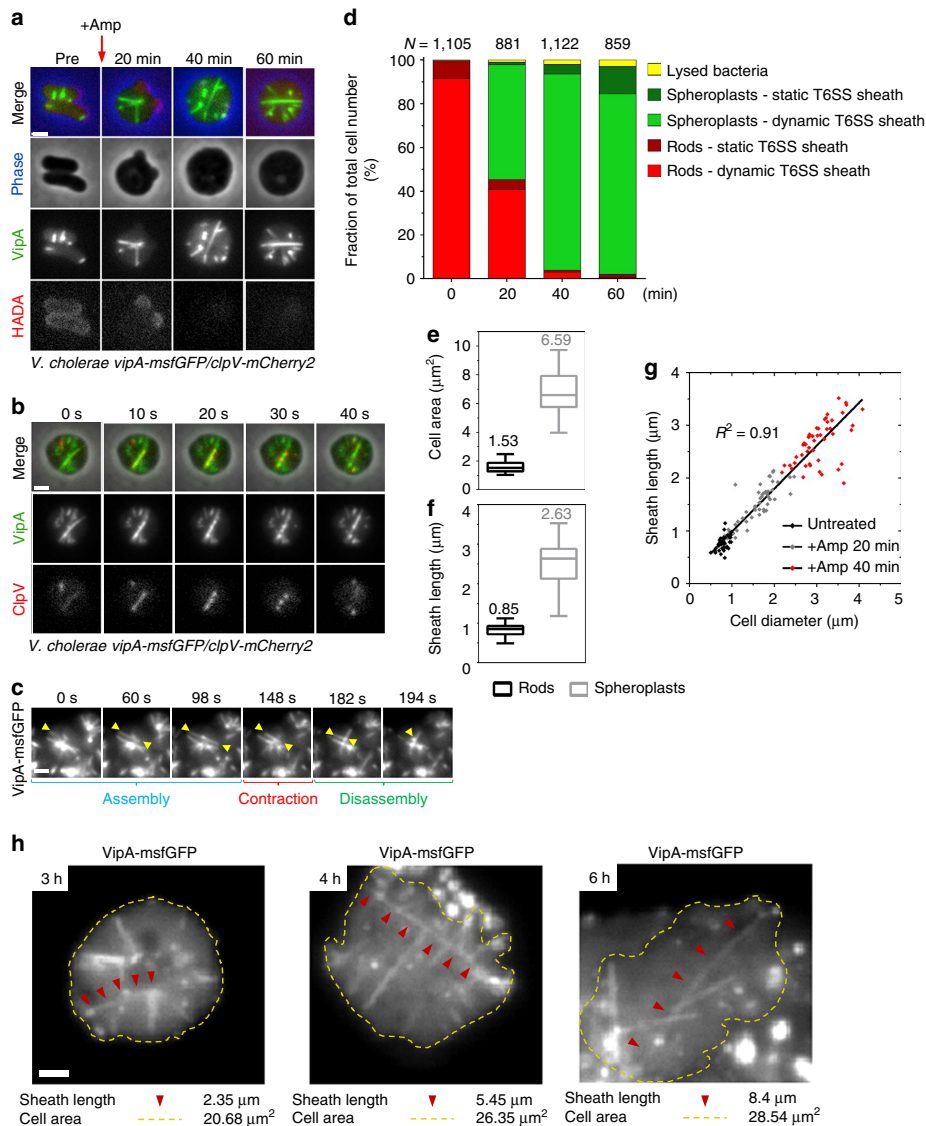 a
+Amp
Pre 20 min 40 min 60 min
Merge
Phase
VipA
HADA
V. cholerae vipA-msfGFP/clpV-mCherry2
b
0 s 10 s 20 s 30 s 40 s
Merge
VipA
ClpV
V. cholerae vipA-msfGFP/clpV-mCherry2
c
0 s 60 s 98 s 148 s 182 s 194 s
VipA-msfGFP
Assembly Contraction Disassembly
d
N = 1,105 881 1,122 859
Fraction of total cell number
(%)
100
80
60
40
20
0
0 20 40 60 (min)
Lysed bacteria
Spheroplasts - static T6SS sheath
Spheroplasts - dynamic T6SS sheath
Rods - static T6SS sheath
Rods - dynamic T6SS sheath
e
Cell area (μm²)
10
8
6
4
2
0
1.53
6.59
f
Sheath length (μm)
4
3
2
1
0
0.85
2.63
Rods Spheroplasts
g
Sheath length (μm)
4
3
2
1
0
R² = 0.91
Untreated
+Amp 20 min
+Amp 40 min
0 1 2 3 4 5
Cell diameter (μm)
h
VipA-msfGFP
3 h
Sheath length 2.35 μm
Cell area 20.68 μm²
VipA-msfGFP
4 h
Sheath length 5.45 μm
Cell area 26.35 μm²
VipA-msfGFP
6 h
Sheath length 8.4 μm
Cell area 28.54 μm²